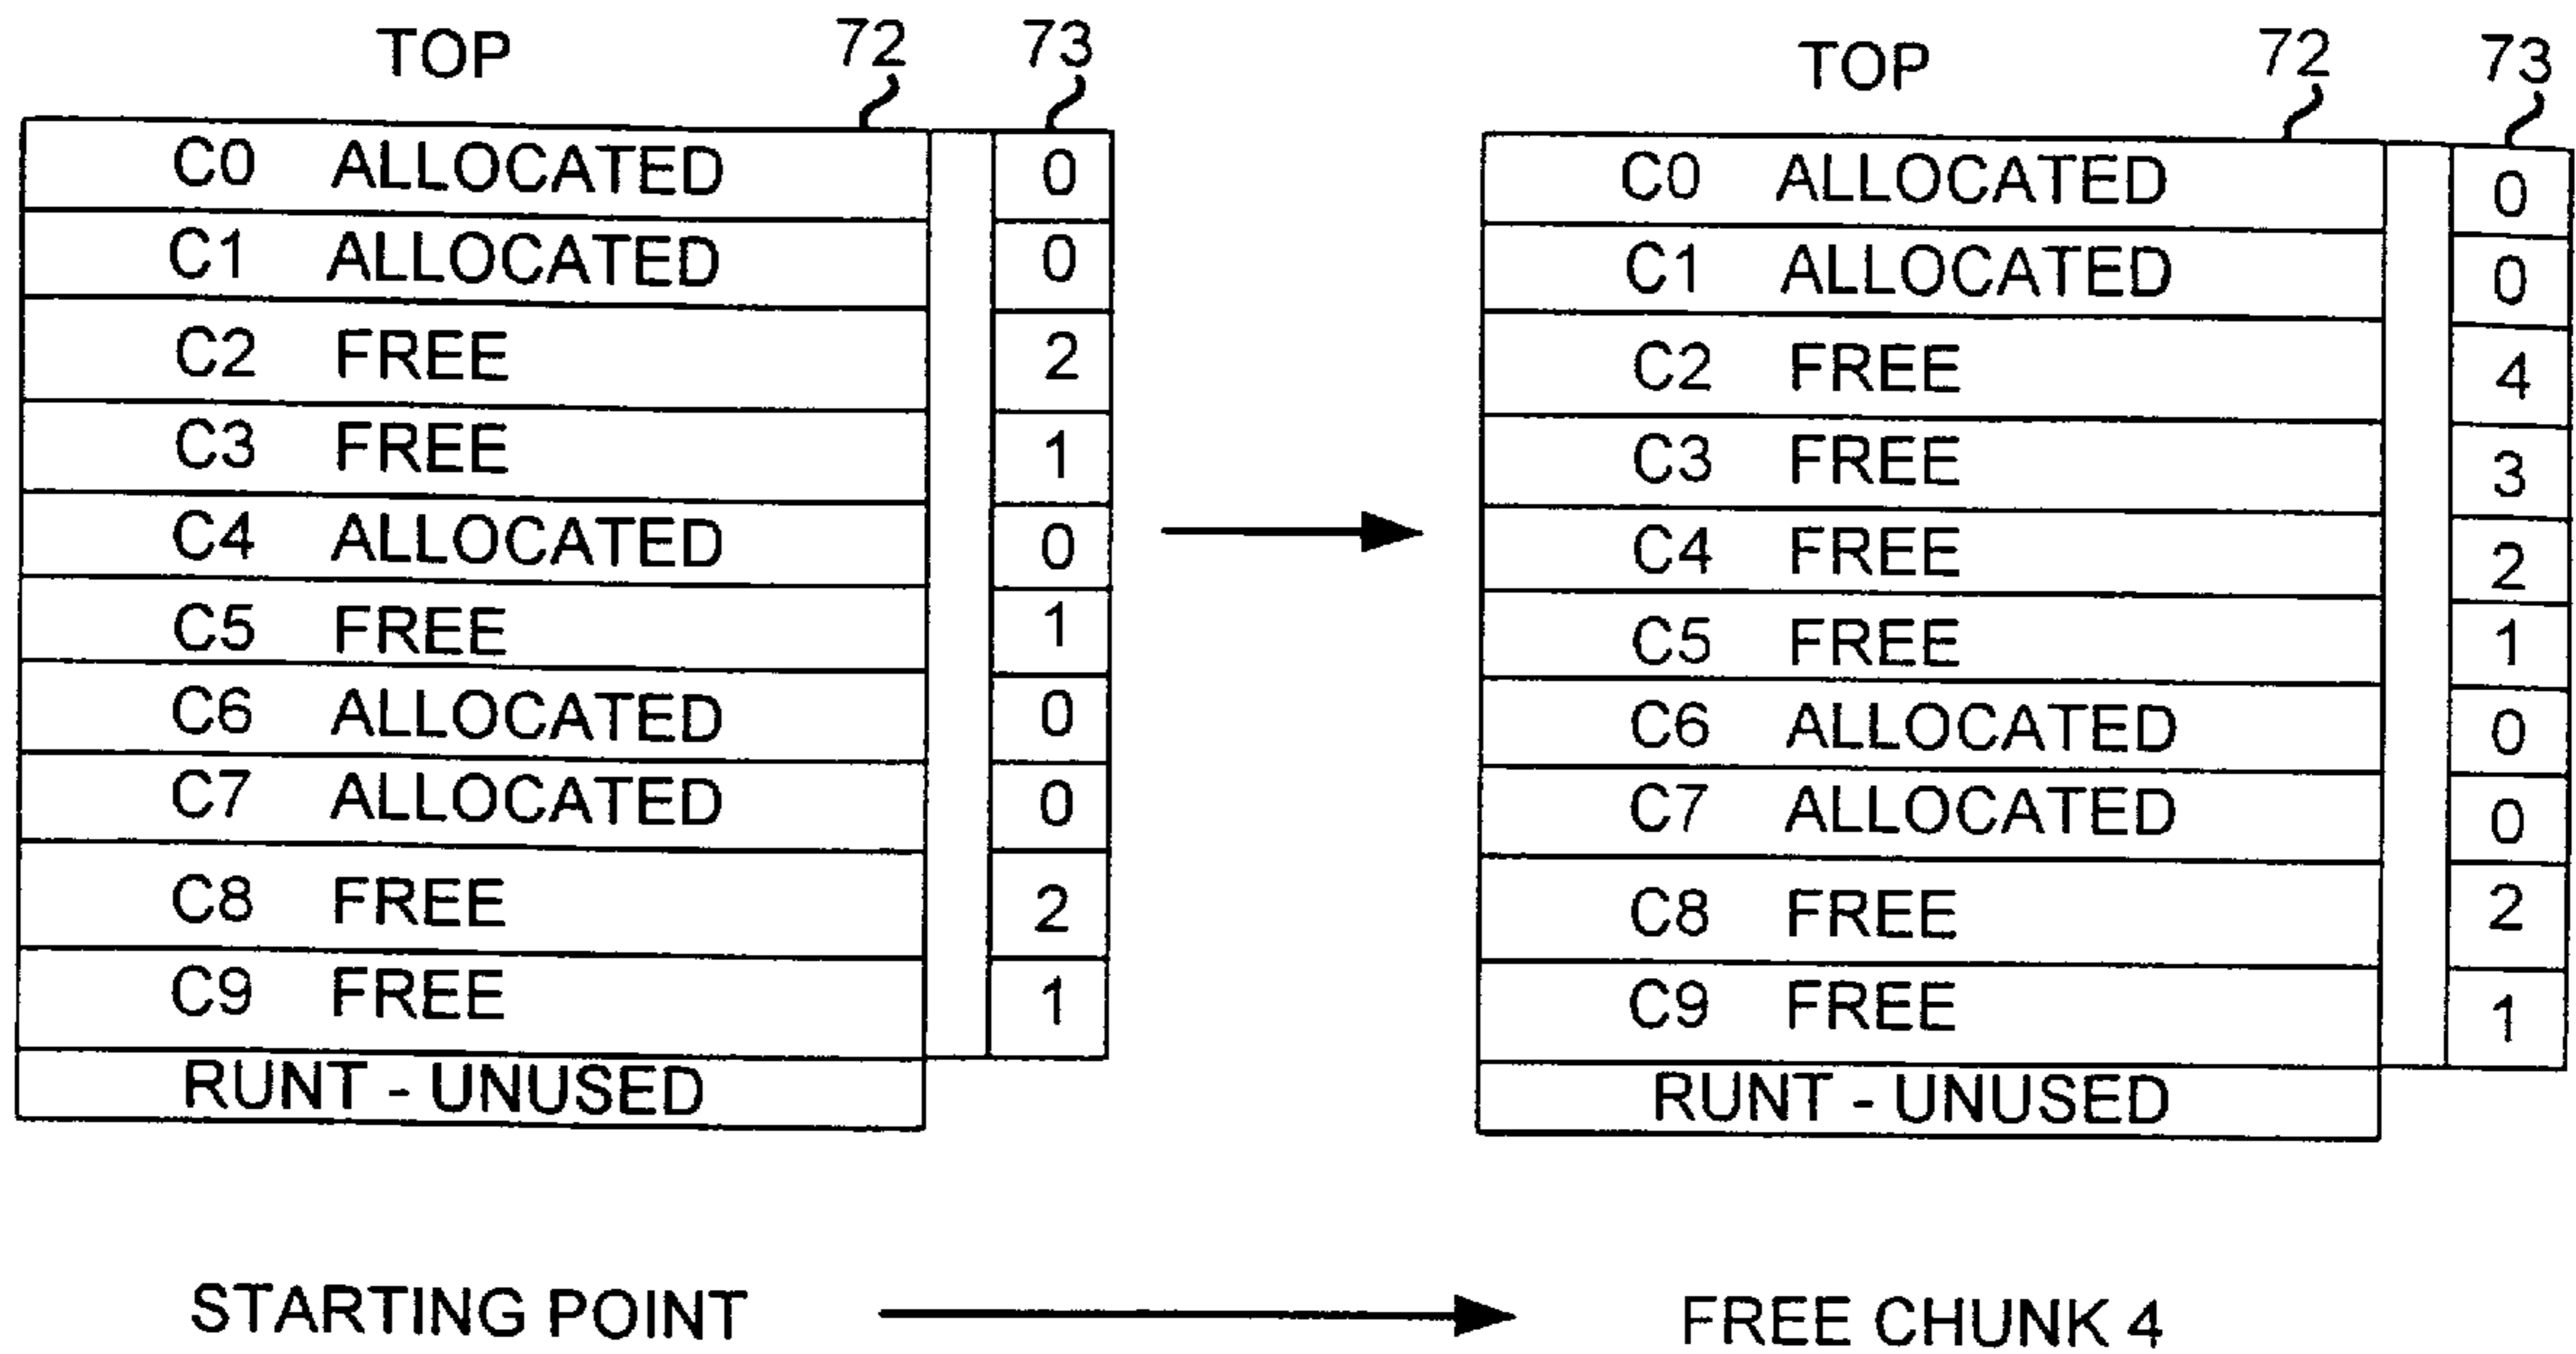 TOP 72 73
C0 ALLOCATED 0
C1 ALLOCATED 0
C2 FREE 2
C3 FREE 1
C4 ALLOCATED 0
C5 FREE 1
C6 ALLOCATED 0
C7 ALLOCATED 0
C8 FREE 2
C9 FREE 1
RUNT - UNUSED
TOP 72 73
C0 ALLOCATED 0
C1 ALLOCATED 0
C2 FREE 4
C3 FREE 3
C4 FREE 2
C5 FREE 1
C6 ALLOCATED 0
C7 ALLOCATED 0
C8 FREE 2
C9 FREE 1
RUNT - UNUSED
STARTING POINT
FREE CHUNK 4